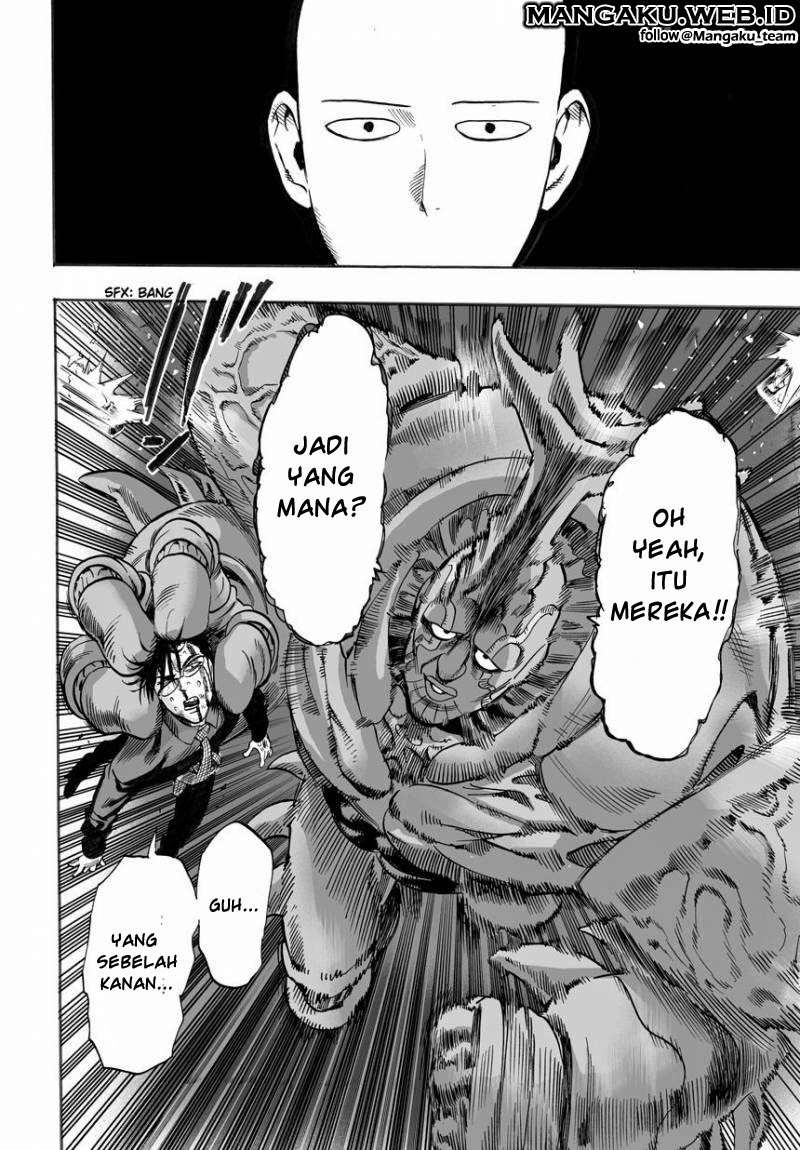 MANGAKU.WEB.ID
follow @Mangaku_team
SFX: BANG
OH
YEAH,
ITU
MEREKA!!
JADI
YANG
MANA?
GUH...
YANG
SEBELAH
KANAN...